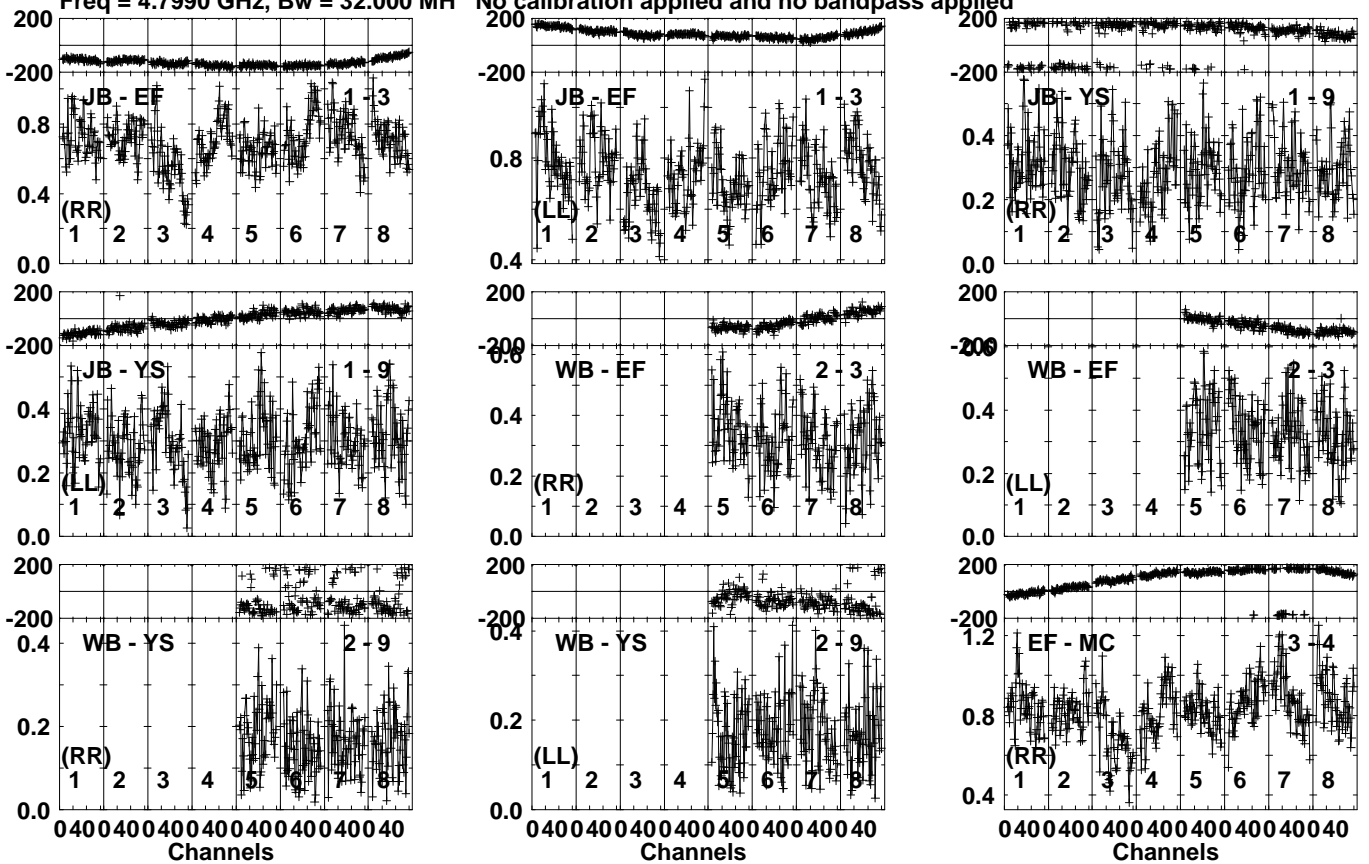 Freq = 4.7990 GHz, Bw = 32.000 MH No calibration applied and no bandpass applied
200 200 200
-200 -200 -200
JB - EF 1 - 3 JB - EF 1 - 3 JB - YS 1 - 9
0.8 0.8 0.4
0.4 0.2
(RR) (LL) (RR)
1 2 3 4 5 6 7 8 1 2 3 4 5 6 7 8 1 2 3 4 5 6 7 8
0.0 0.4 0.0
200 200 200
-200 -200 -200
0.6 0.6
JB - YS 1 - 9 WB - EF 2 - 3 WB - EF 2 - 3
0.4 0.4 0.4
0.2 0.2 0.2
(LL) (RR) (LL)
1 2 3 4 5 6 7 8 1 2 3 4 5 6 7 8 1 2 3 4 5 6 7 8
0.0 0.0 0.0
200 200 200
-200 -200 -200
0.4 1.2
WB - YS 2 - 9 WB - YS 2 - 9 EF - MC 3 - 4
0.4
0.2 0.2 0.8
(RR) (LL) (RR)
1 2 3 4 5 6 7 8 1 2 3 4 5 6 7 8 1 2 3 4 5 6 7 8
0.0 0.0 0.4
0 40 0 40 0 40 0 40 0 40 0 40 0 40 0 40 0 40 0 40 0 40 0 40 0 40 0 40 0 40 0 40 0 40 0 40 0 40 0 40 0 40 0 40 0 40 0 40
Channels Channels Channels